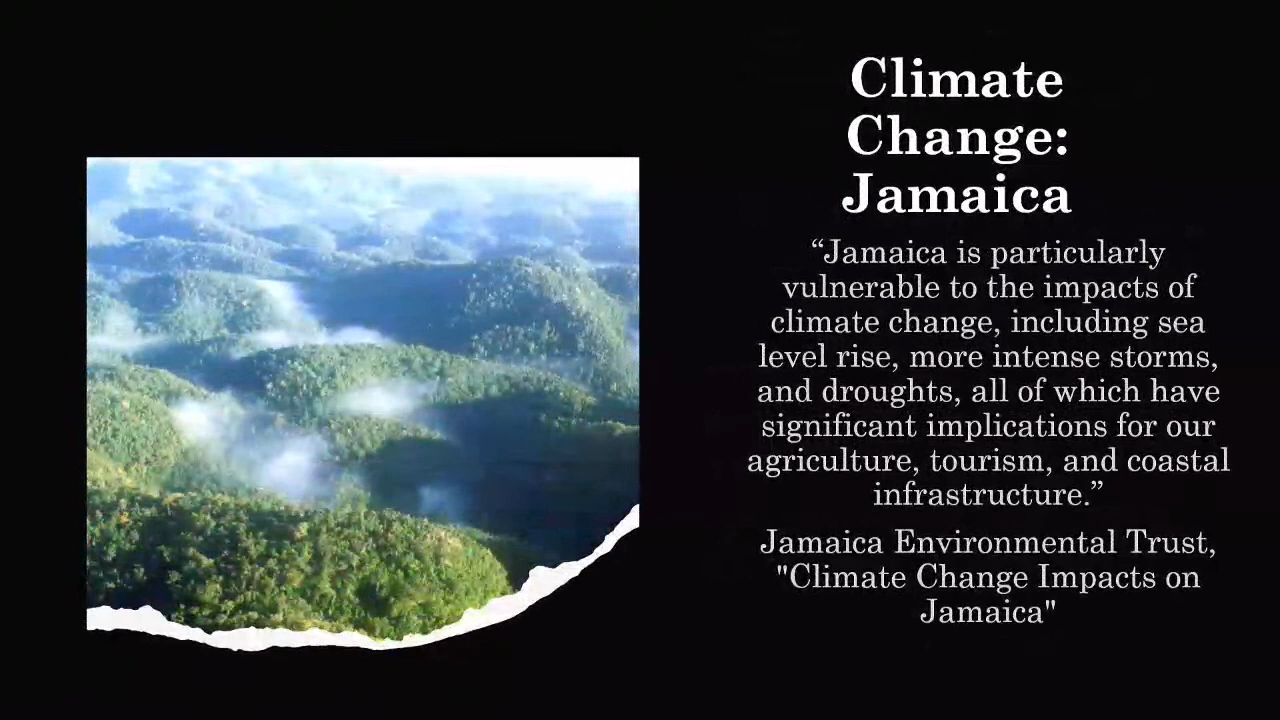 Climate
Change:
Jamaica
“Jamaica is particularly
vulnerable to the impacts of
climate change, including sea
level rise, more intense storms,
and droughts, all of which have
significant implications for our
agriculture, tourism, and coastal
infrastructure.”
Jamaica Environmental Trust,
"Climate Change Impacts on
Jamaica"